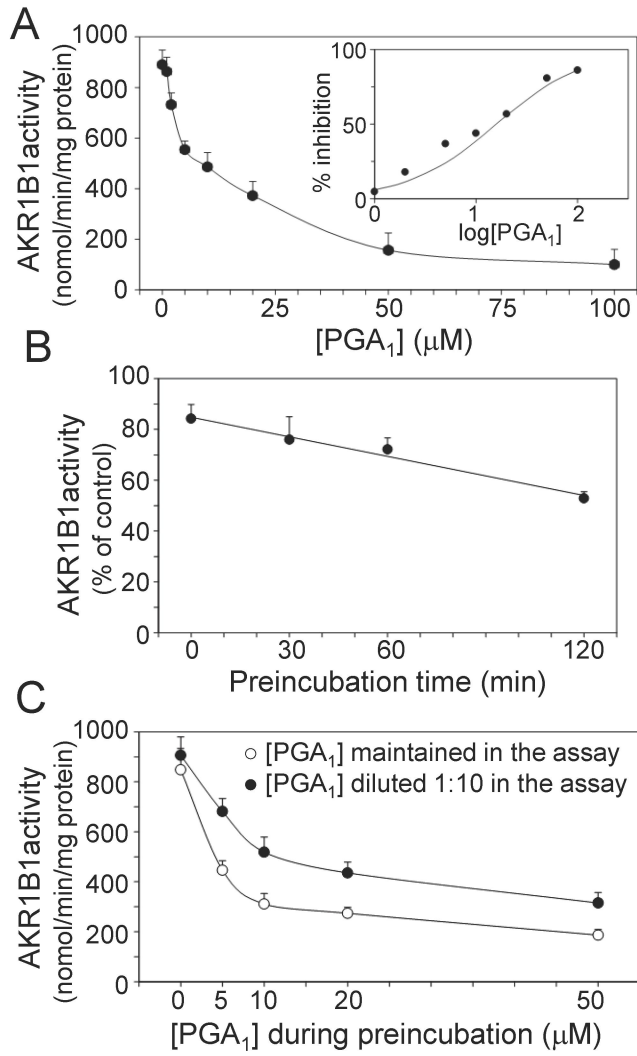 A
AKR1B1activity
(nomol/min/mg protein)
1000
800
600
400
200
0
0
25
50
75
100
[PGA₁] (μM)
% inhibition
100
50
0
0
1
2
log[PGA₁]
B
AKR1B1activity
(% of control)
100
80
60
40
20
0
0
30
60
120
Preincubation time (min)
C
AKR1B1activity
(nomol/min/mg protein)
1000
800
600
400
200
0
[PGA₁] maintained in the assay
[PGA₁] diluted 1:10 in the assay
0
5
10
20
50
[PGA₁] during preincubation (μM)